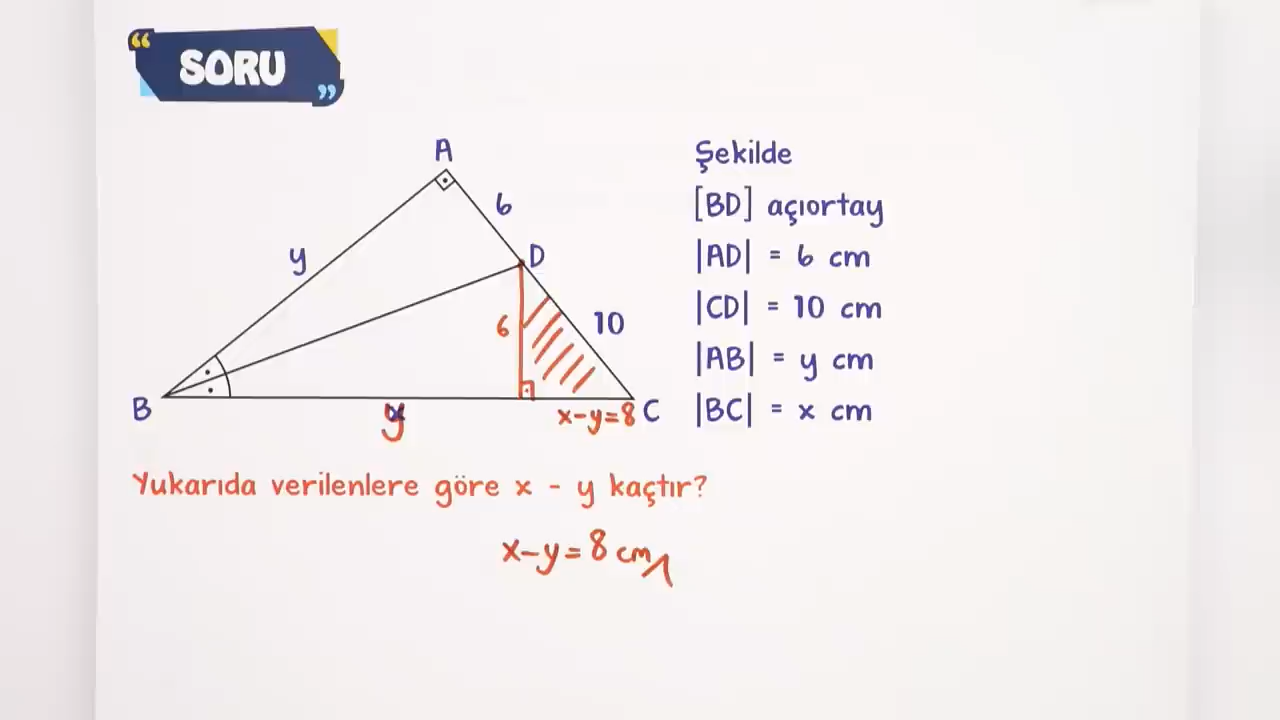 SORU
A
6
y
D
6
10
B
y
x-y=8
C
Şekilde
[BD] açıortay
|AD| = 6 cm
|CD| = 10 cm
|AB| = y cm
|BC| = x cm
Yukarıda verilenlere göre x - y kaçtır?
x-y=8 cm